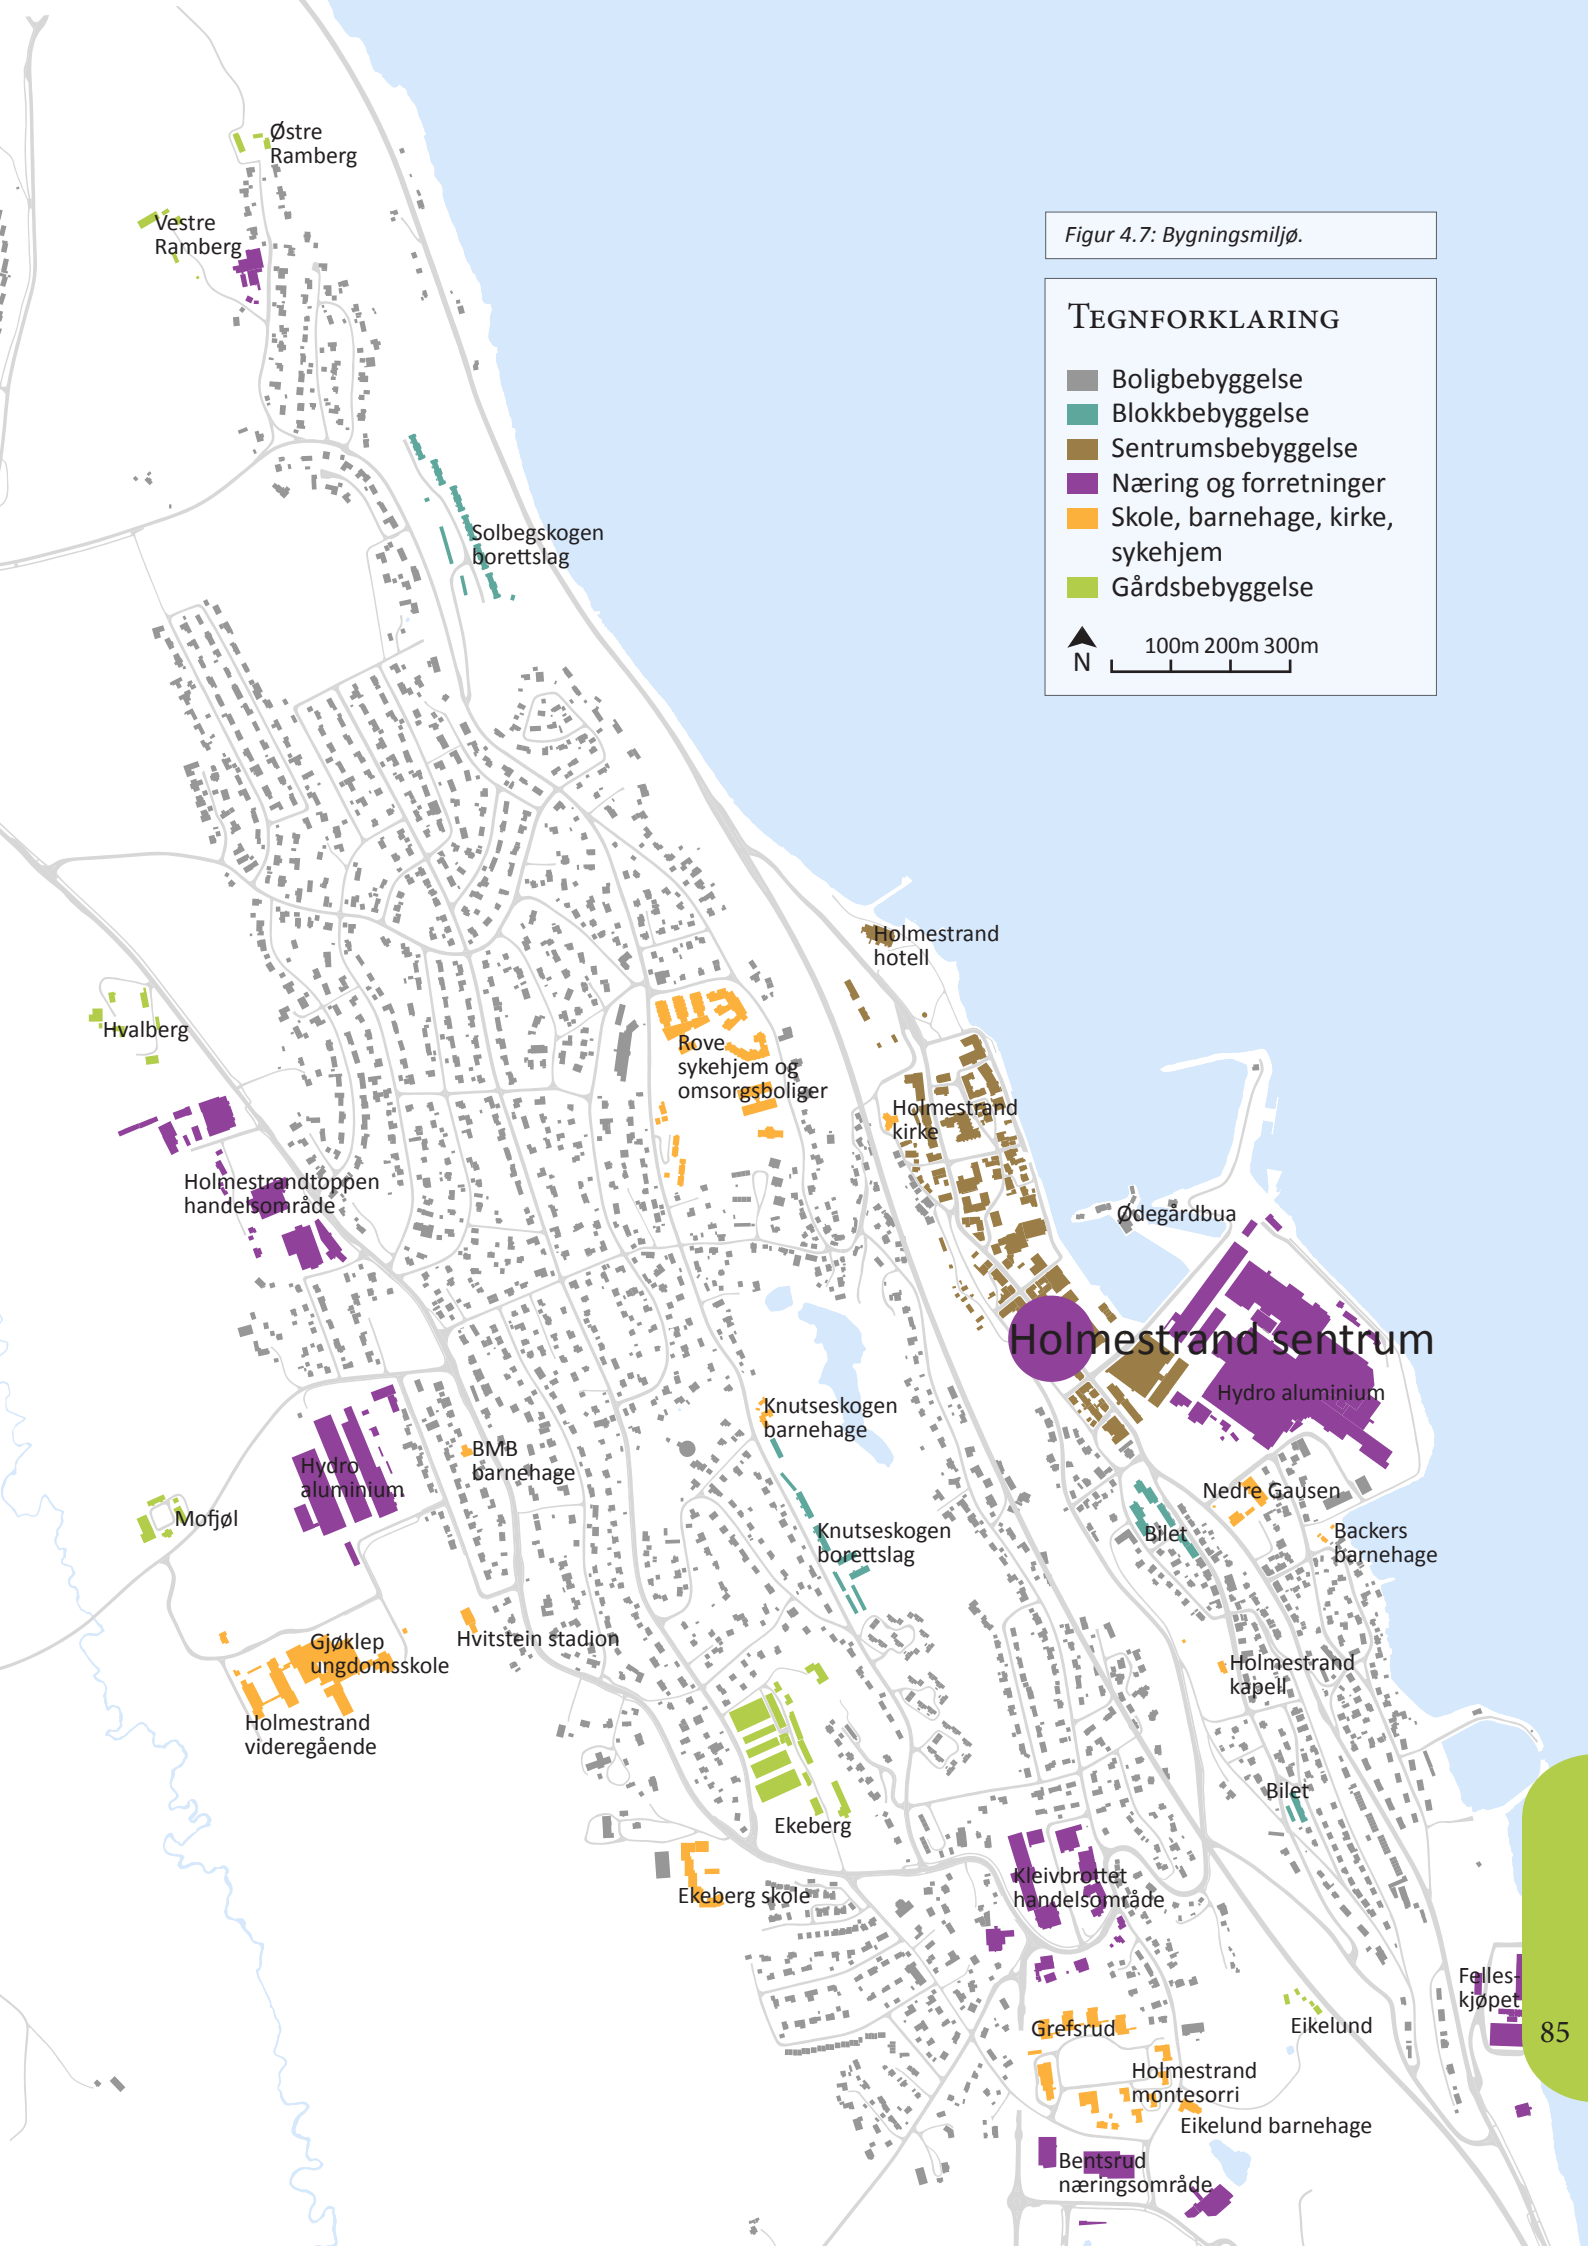 Østre
Ramberg
Vestre
Ramberg
Figur 4.7: Bygningsmiljø.
TEGNFORKLARING
Boligbebyggelse
Blokkbebyggelse
Sentrumsbebyggelse
Næring og forretninger
Skole, barnehage, kirke,
sykehjem
Gårdsbebyggelse
N
100m 200m 300m
Solbegskogen
borettslag
Holmestrand
hotell
Hvalberg
Rove
sykehjem og
omsorgsboliger
Holmestrand
kirke
Holmestrandtoppen
handelsområde
Ødegårdbua
Holmestrand sentrum
Hydro aluminium
Knutseskogen
barnehage
BMB
barnehage
Hydro
aluminium
Mofjøl
Nedre Gausen
Knutseskogen
borettslag
Bilet
Backers
barnehage
Gjøklep
ungdomsskole
Hvitstein stadion
Holmestrand
kapell
Holmestrand
videregående
Bilet
Ekeberg
Kleivbrottet
handelsområde
Ekeberg skole
Felles-
kjøpet
Grefsrud
Eikelund
85
Holmestrand
montesorri
Eikelund barnehage
Bentsrud
næringsområde